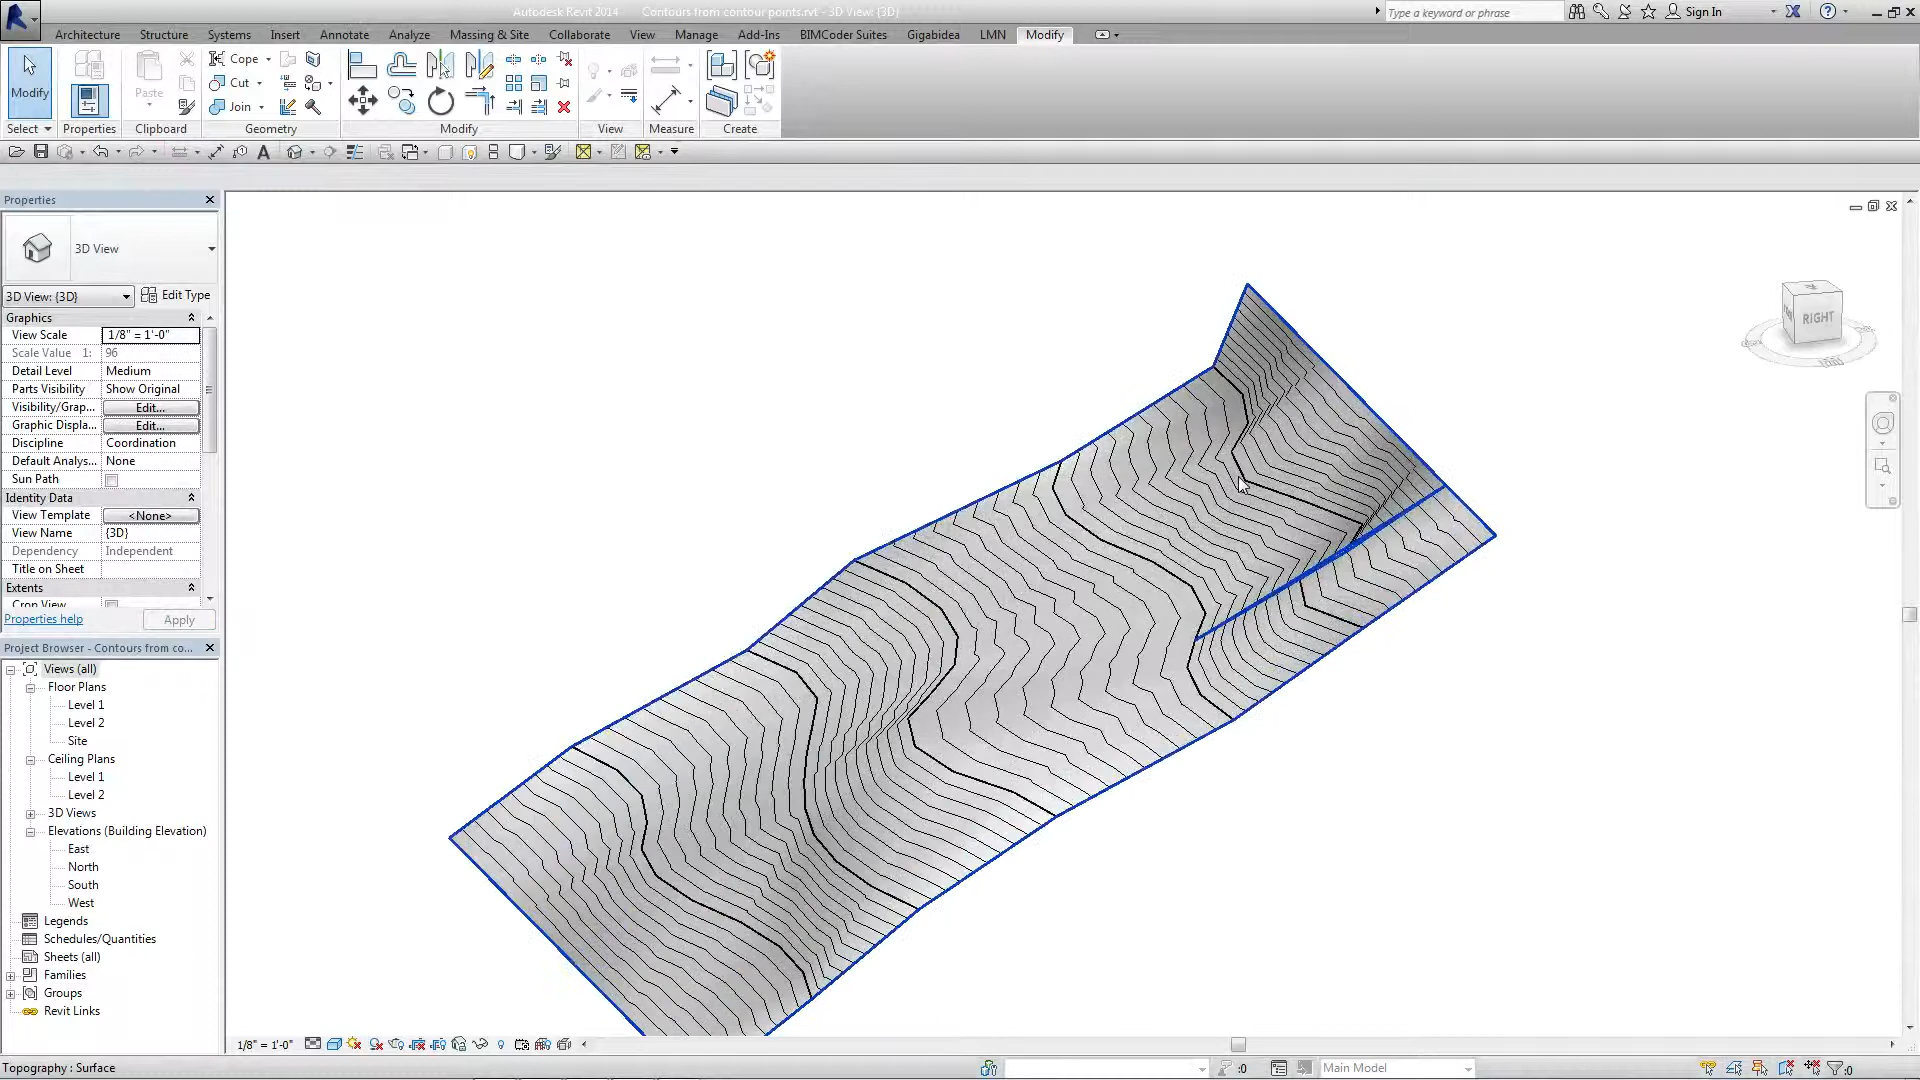 Autodesk Revit 2014 Contours from contour points.rvt - 3D View: {3D}
Type a keyword or phrase
Sign In
Architecture Structure Systems Insert Annotate Analyze Massing & Site Collaborate View Manage Add-Ins BIMCoder Suites Gigabidea LMN Modify
Modify
Paste
Cope
Cut
Join
Select Properties Clipboard Geometry Modify View Measure Create
Properties
3D View
3D View: {3D} Edit Type
Graphics
View Scale 1/8" = 1'-0"
Scale Value 1: 96
Detail Level Medium
Parts Visibility Show Original
Visibility/Grap... Edit...
Graphic Displa... Edit...
Discipline Coordination
Default Analys... None
Sun Path
Identity Data
View Template <None>
View Name {3D}
Dependency Independent
Title on Sheet
Extents
Crop View
Properties help Apply
Project Browser - Contours from co...
Views (all)
Floor Plans
Level 1
Level 2
Site
Ceiling Plans
Level 1
Level 2
3D Views
Elevations (Building Elevation)
East
North
South
West
Legends
Schedules/Quantities
Sheets (all)
Families
Groups
Revit Links
RIGHT
1/8" = 1'-0"
Topography : Surface
:0
Main Model
:0